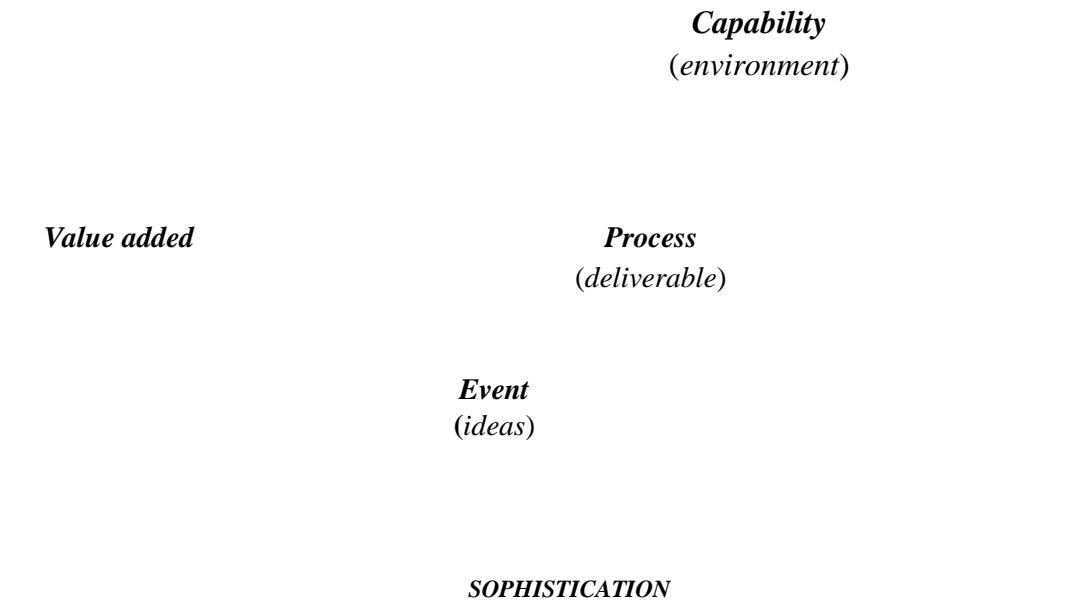 Capability
(environment)
Value added
Process
(deliverable)
Event
(ideas)
SOPHISTICATION